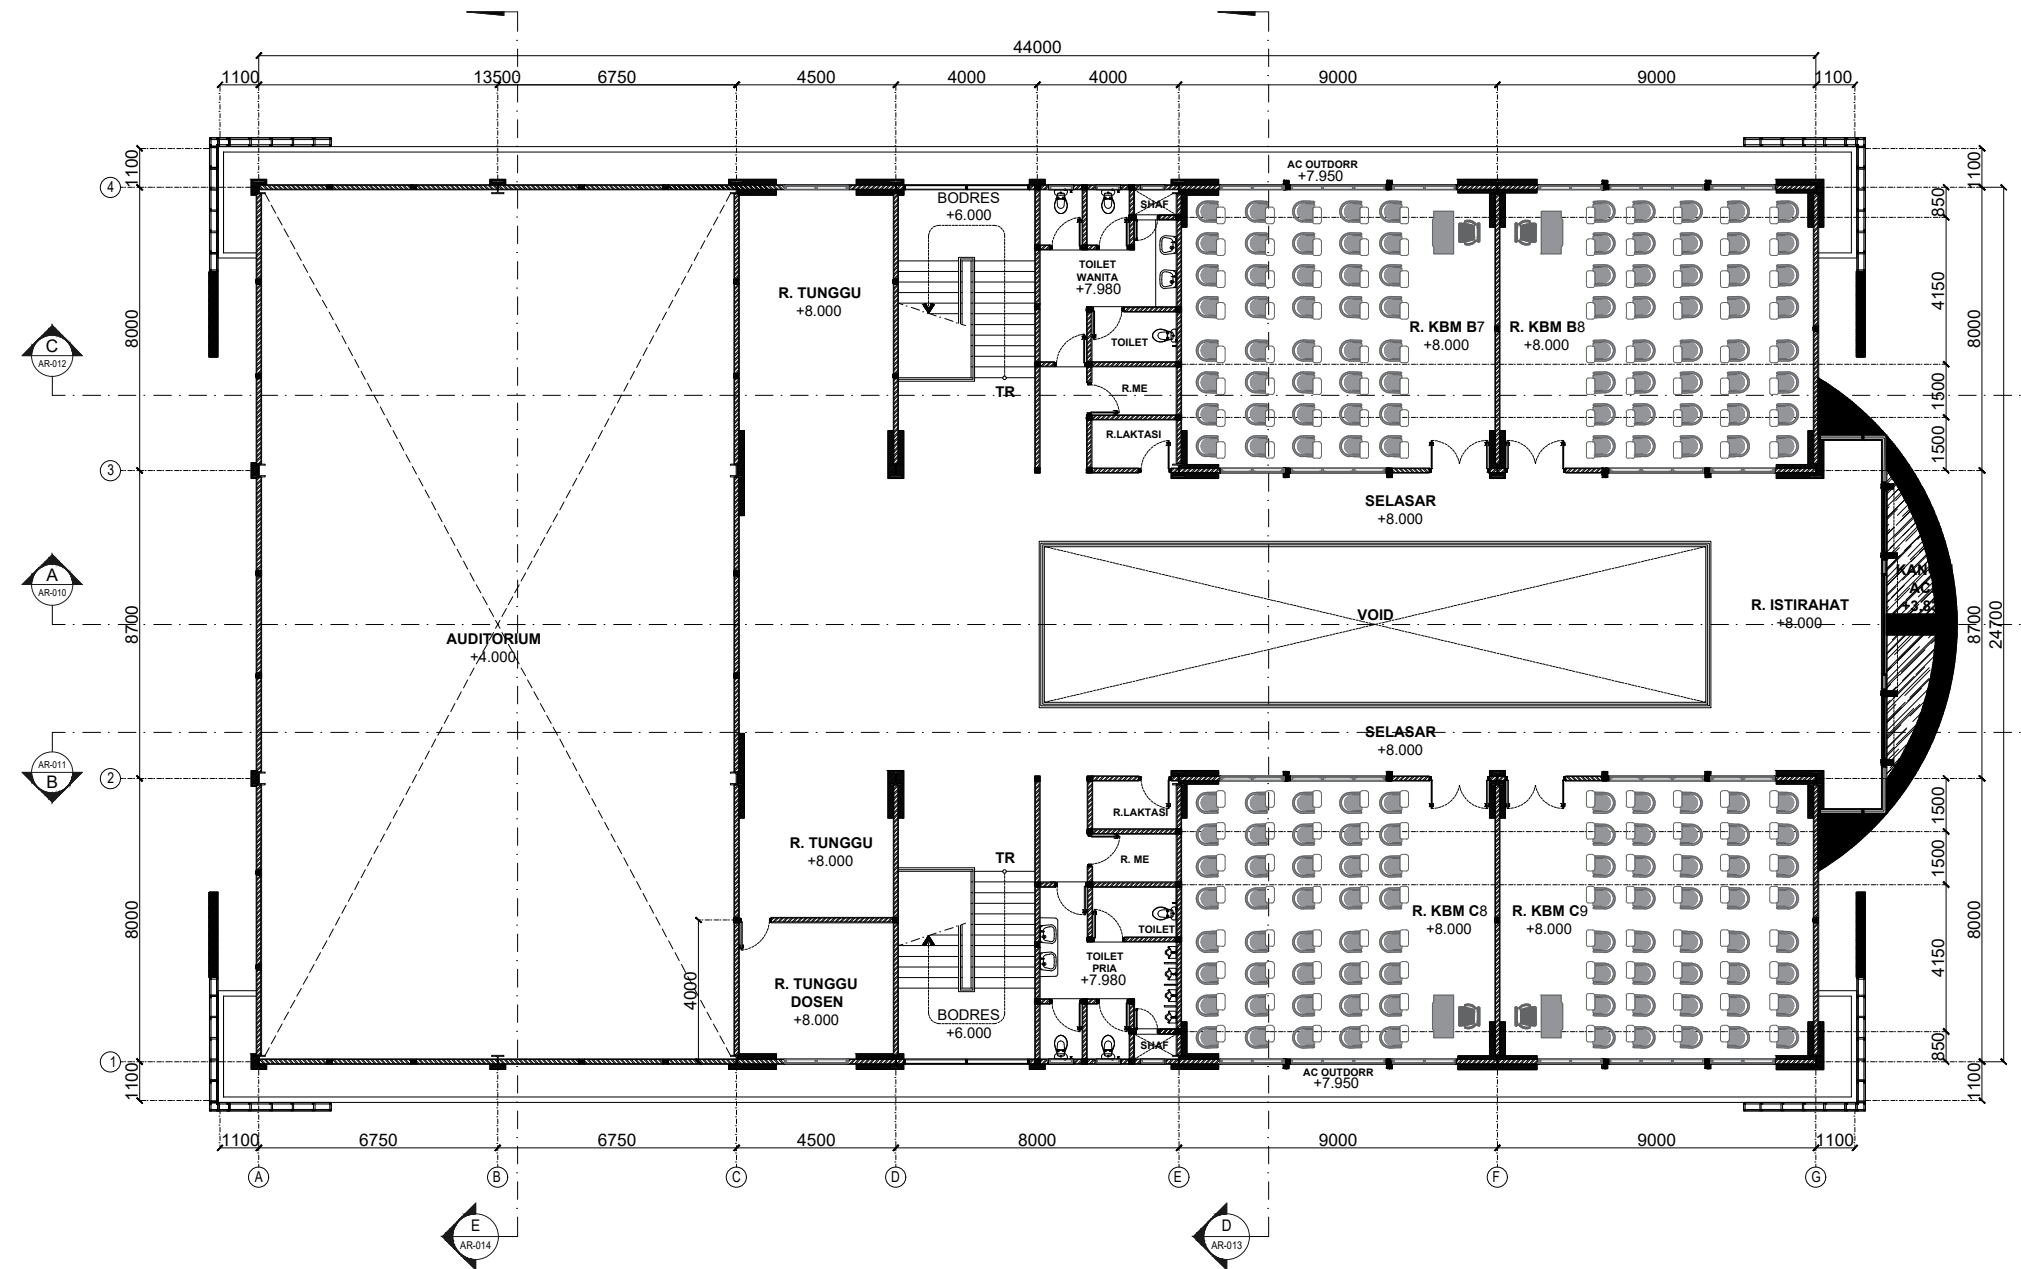 44000
1100
13500
6750
4500
4000
4000
9000
9000
1100
1100
1100
AC OUTDORR
+7.950
4
850
BODRES
+6.000
SHAF
TOILET
WANITA
+7.980
4150
8000
8000
R. TUNGGU
+8.000
R. KBM B7
+8.000
R. KBM B8
+8.000
TOILET
C
AR-012
R.ME
TR
1500
R.LAKTASI
1500
3
SELASAR
+8.000
A
AR-010
VOID
R. ISTIRAHAT
+8.000
8700
8700
24700
AUDITORIUM
+4.000
SELASAR
+8.000
AR-011
B
2
R.LAKTASI
1500
R. TUNGGU
+8.000
TR
R. ME
1500
8000
8000
R. KBM C8
+8.000
R. KBM C9
+8.000
TOILET
TOILET
PRIA
+7.980
4150
4000
R. TUNGGU
DOSEN
+8.000
BODRES
+6.000
SHAF
850
1
AC OUTDORR
+7.950
1100
1100
1100
6750
6750
4500
8000
9000
9000
1100
A
B
C
D
E
F
G
E
AR-014
D
AR-013